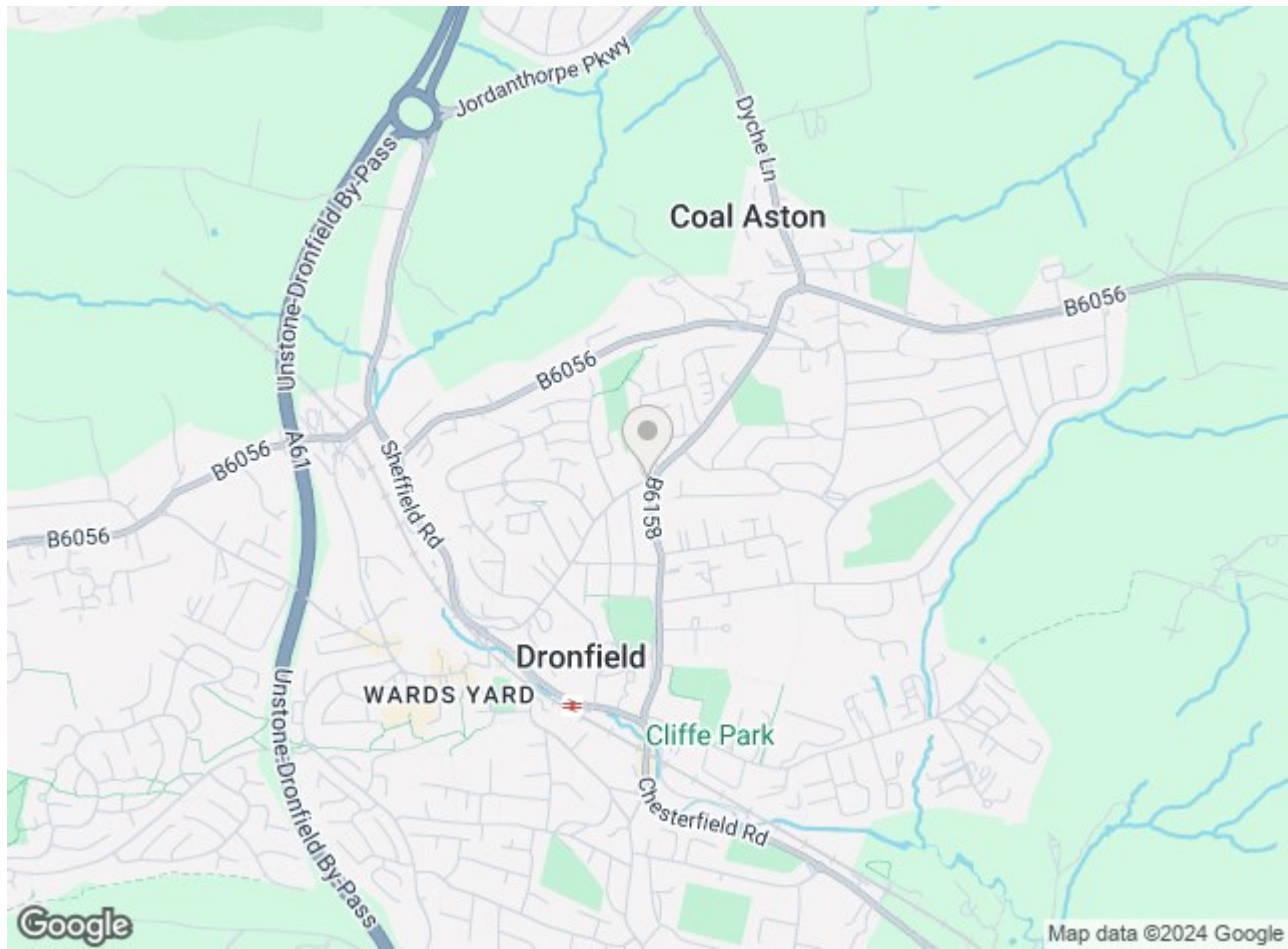 Jordanthorpe Pkwy
Dyche Ln
Unstone-Dronfield By-Pass
Coal Aston
B6056
B6056
A61
B6056
Sheffield Rd
B6158
B6056
Dronfield
WARDS YARD
Cliffe Park
Unstone-Dronfield By-Pass
Chesterfield Rd
Google
Map data ©2024 Google